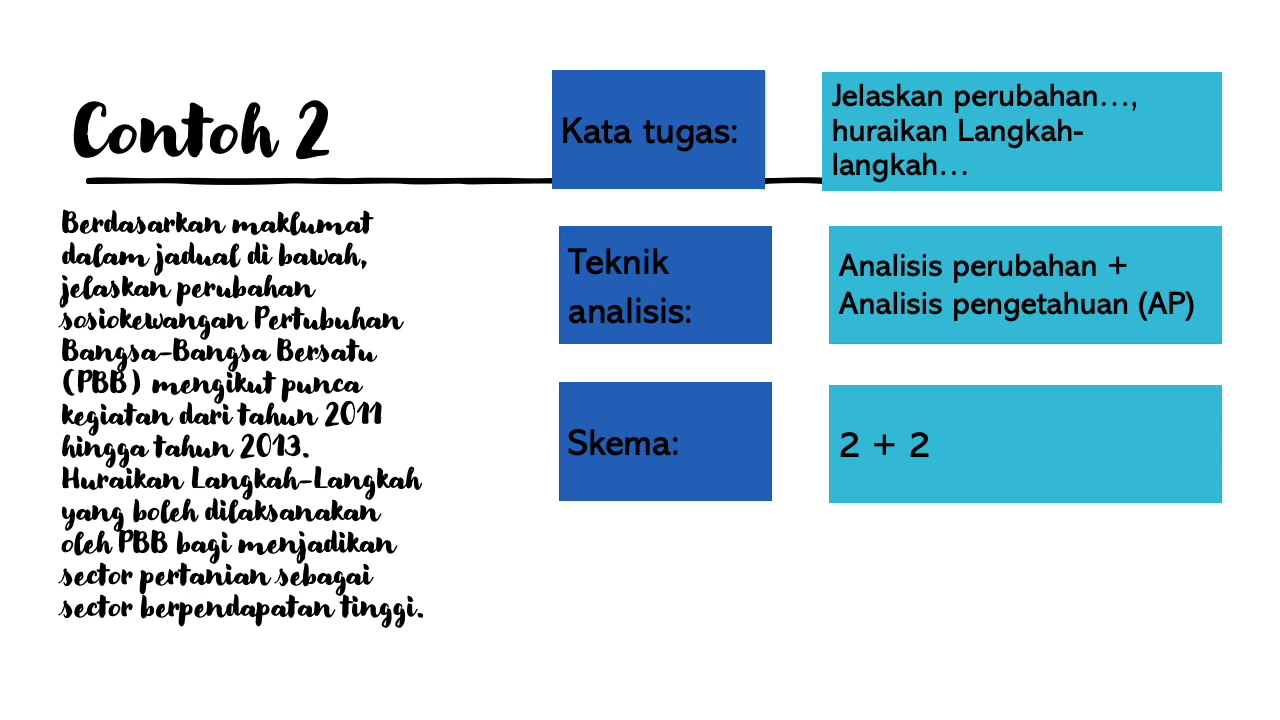 Contoh 2
Berdasarkan maklumat
dalam jadual di bawah,
jelaskan perubahan
sosiokewangan Pertubuhan
Bangsa-Bangsa Bersatu
(PBB) mengikut punca
kegiatan dari tahun 2011
hingga tahun 2013.
Huraikan Langkah-Langkah
yang boleh dilaksanakan
oleh PBB bagi menjadikan
sector pertanian sebagai
sector berpendapatan tinggi.
Kata tugas:
Jelaskan perubahan...,
huraikan Langkah-
langkah...
Teknik
analisis:
Analisis perubahan +
Analisis pengetahuan (AP)
Skema:
2 + 2